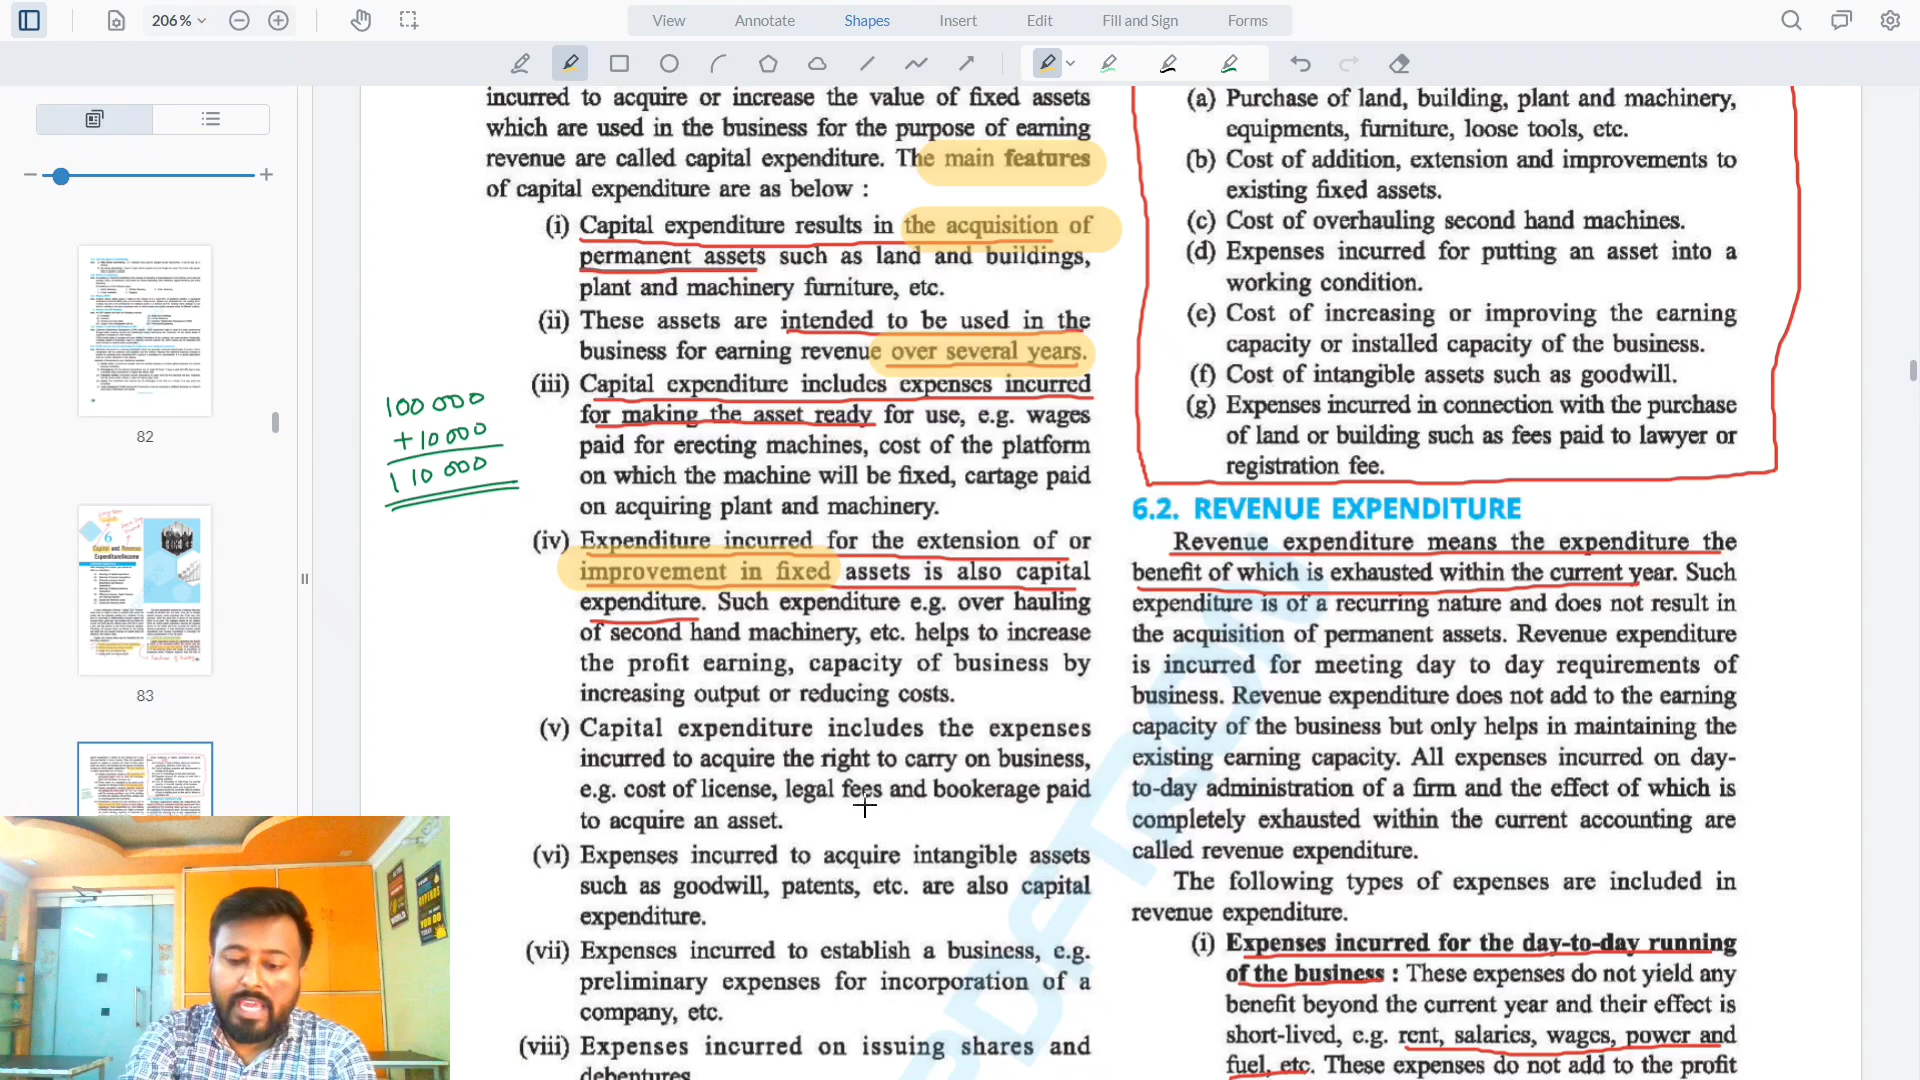 206%
View
Annotate
Shapes
Insert
Edit
Fill and Sign
Forms
82
83
incurred to acquire or increase the value of fixed assets
which are used in the business for the purpose of earning
revenue are called capital expenditure. The main features
of capital expenditure are as below :
(i) Capital expenditure results in the acquisition of
permanent assets such as land and buildings,
plant and machinery furniture, etc.
(ii) These assets are intended to be used in the
business for earning revenue over several years.
(iii) Capital expenditure includes expenses incurred
for making the asset ready for use, e.g. wages
paid for erecting machines, cost of the platform
on which the machine will be fixed, cartage paid
on acquiring plant and machinery.
(iv) Expenditure incurred for the extension of or
improvement in fixed assets is also capital
expenditure. Such expenditure e.g. over hauling
of second hand machinery, etc. helps to increase
the profit earning, capacity of business by
increasing output or reducing costs.
(v) Capital expenditure includes the expenses
incurred to acquire the right to carry on business,
e.g. cost of license, legal fees and bookerage paid
to acquire an asset.
(vi) Expenses incurred to acquire intangible assets
such as goodwill, patents, etc. are also capital
expenditure.
(vii) Expenses incurred to establish a business, e.g.
preliminary expenses for incorporation of a
company, etc.
(viii) Expenses incurred on issuing shares and
debentures
100000
+10000
110000
(a) Purchase of land, building, plant and machinery,
equipments, furniture, loose tools, etc.
(b) Cost of addition, extension and improvements to
existing fixed assets.
(c) Cost of overhauling second hand machines.
(d) Expenses incurred for putting an asset into a
working condition.
(e) Cost of increasing or improving the earning
capacity or installed capacity of the business.
(f) Cost of intangible assets such as goodwill.
(g) Expenses incurred in connection with the purchase
of land or building such as fees paid to lawyer or
registration fee.
6.2. REVENUE EXPENDITURE
Revenue expenditure means the expenditure the
benefit of which is exhausted within the current year. Such
expenditure is of a recurring nature and does not result in
the acquisition of permanent assets. Revenue expenditure
is incurred for meeting day to day requirements of
business. Revenue expenditure does not add to the earning
capacity of the business but only helps in maintaining the
existing earning capacity. All expenses incurred on day-
to-day administration of a firm and the effect of which is
completely exhausted within the current accounting are
called revenue expenditure.
The following types of expenses are included in
revenue expenditure.
(i) Expenses incurred for the day-to-day running
of the business : These expenses do not yield any
benefit beyond the current year and their effect is
short-lived, e.g. rent, salaries, wages, power and
fuel, etc. These expenses do not add to the profit